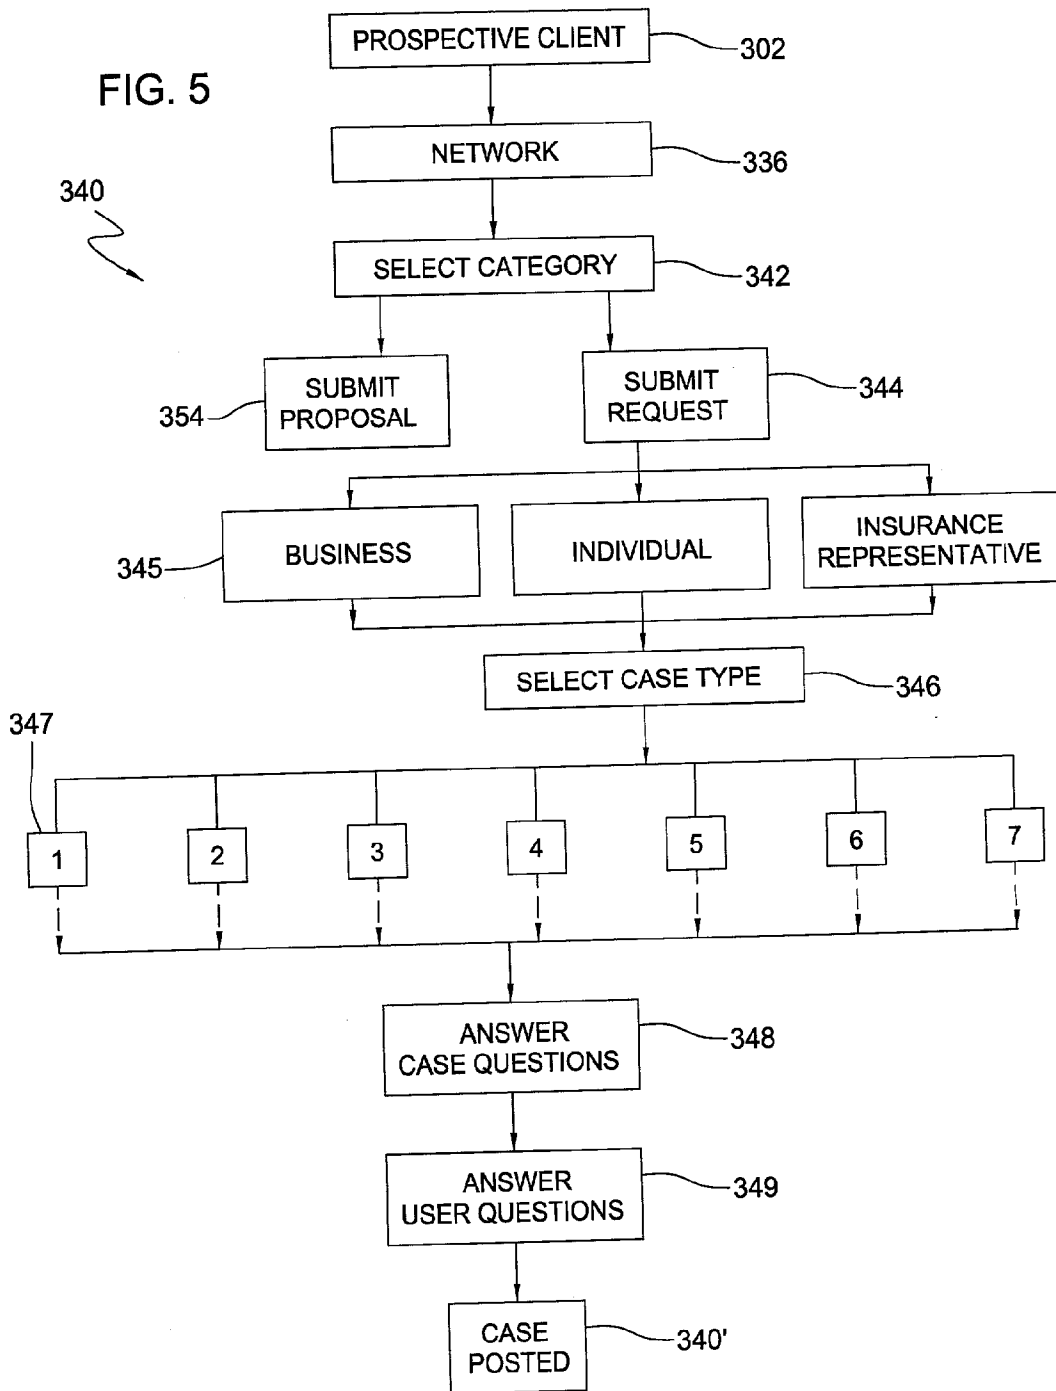 PROSPECTIVE CLIENT
302
FIG. 5
NETWORK
336
340
SELECT CATEGORY
342
SUBMIT
PROPOSAL
354
SUBMIT
REQUEST
344
BUSINESS
345
INDIVIDUAL
INSURANCE
REPRESENTATIVE
SELECT CASE TYPE
346
347
1
2
3
4
5
6
7
ANSWER
CASE QUESTIONS
348
ANSWER
USER QUESTIONS
349
CASE
POSTED
340'